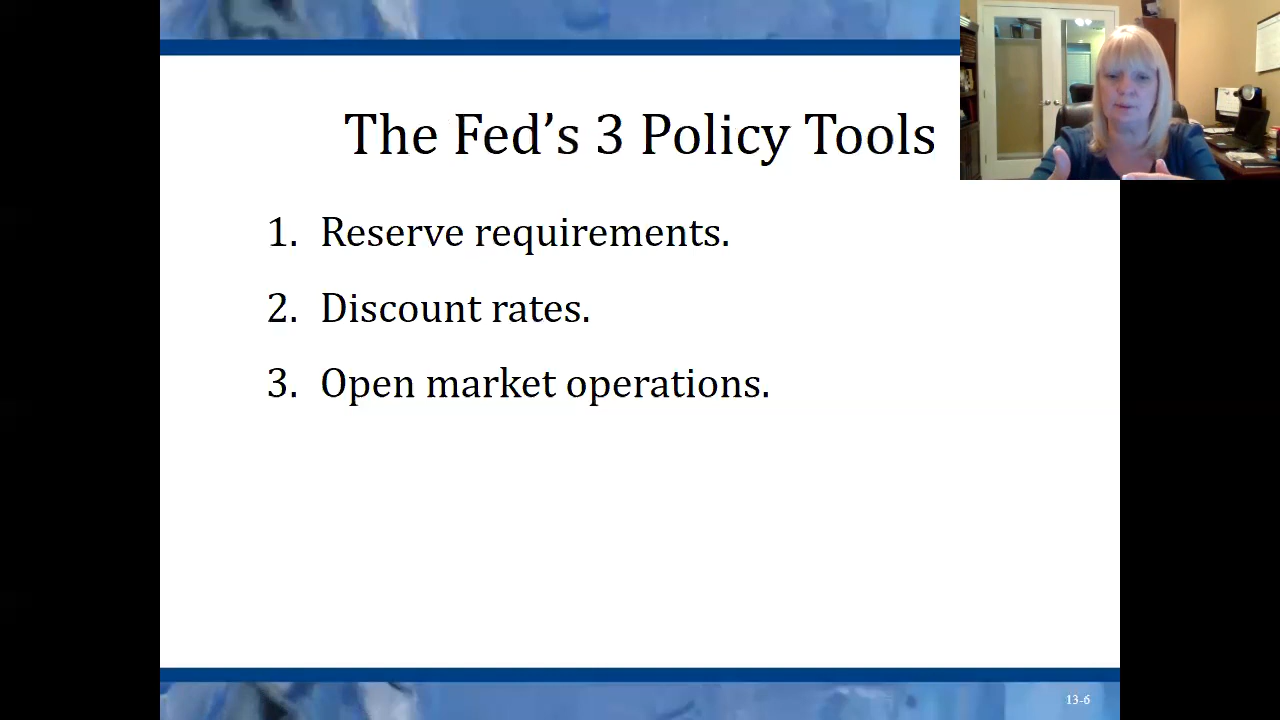 The Fed's 3 Policy Tools
1. Reserve requirements.
2. Discount rates.
3. Open market operations.
13-6